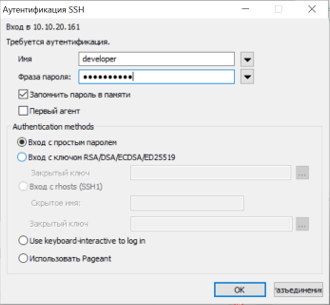 Аутентификация SSH
Вход в 10.10.20.161
Требуется аутентификация.
Имя developer
Фраза пароля: ●●●●●●●●●●
Запомнить пароль в памяти
Первый агент
Authentication methods
Вход с простым паролем
Вход с ключом RSA/DSA/ECDSA/ED25519
Закрытый ключ ...
Вход с rhosts (SSH1)
Скрытое имя:
Закрытый ключ ...
Use keyboard-interactive to log in
Использовать Pageant
OK азъединение